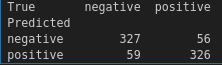 True negative positive
Predicted
negative 327 56
positive 59 326